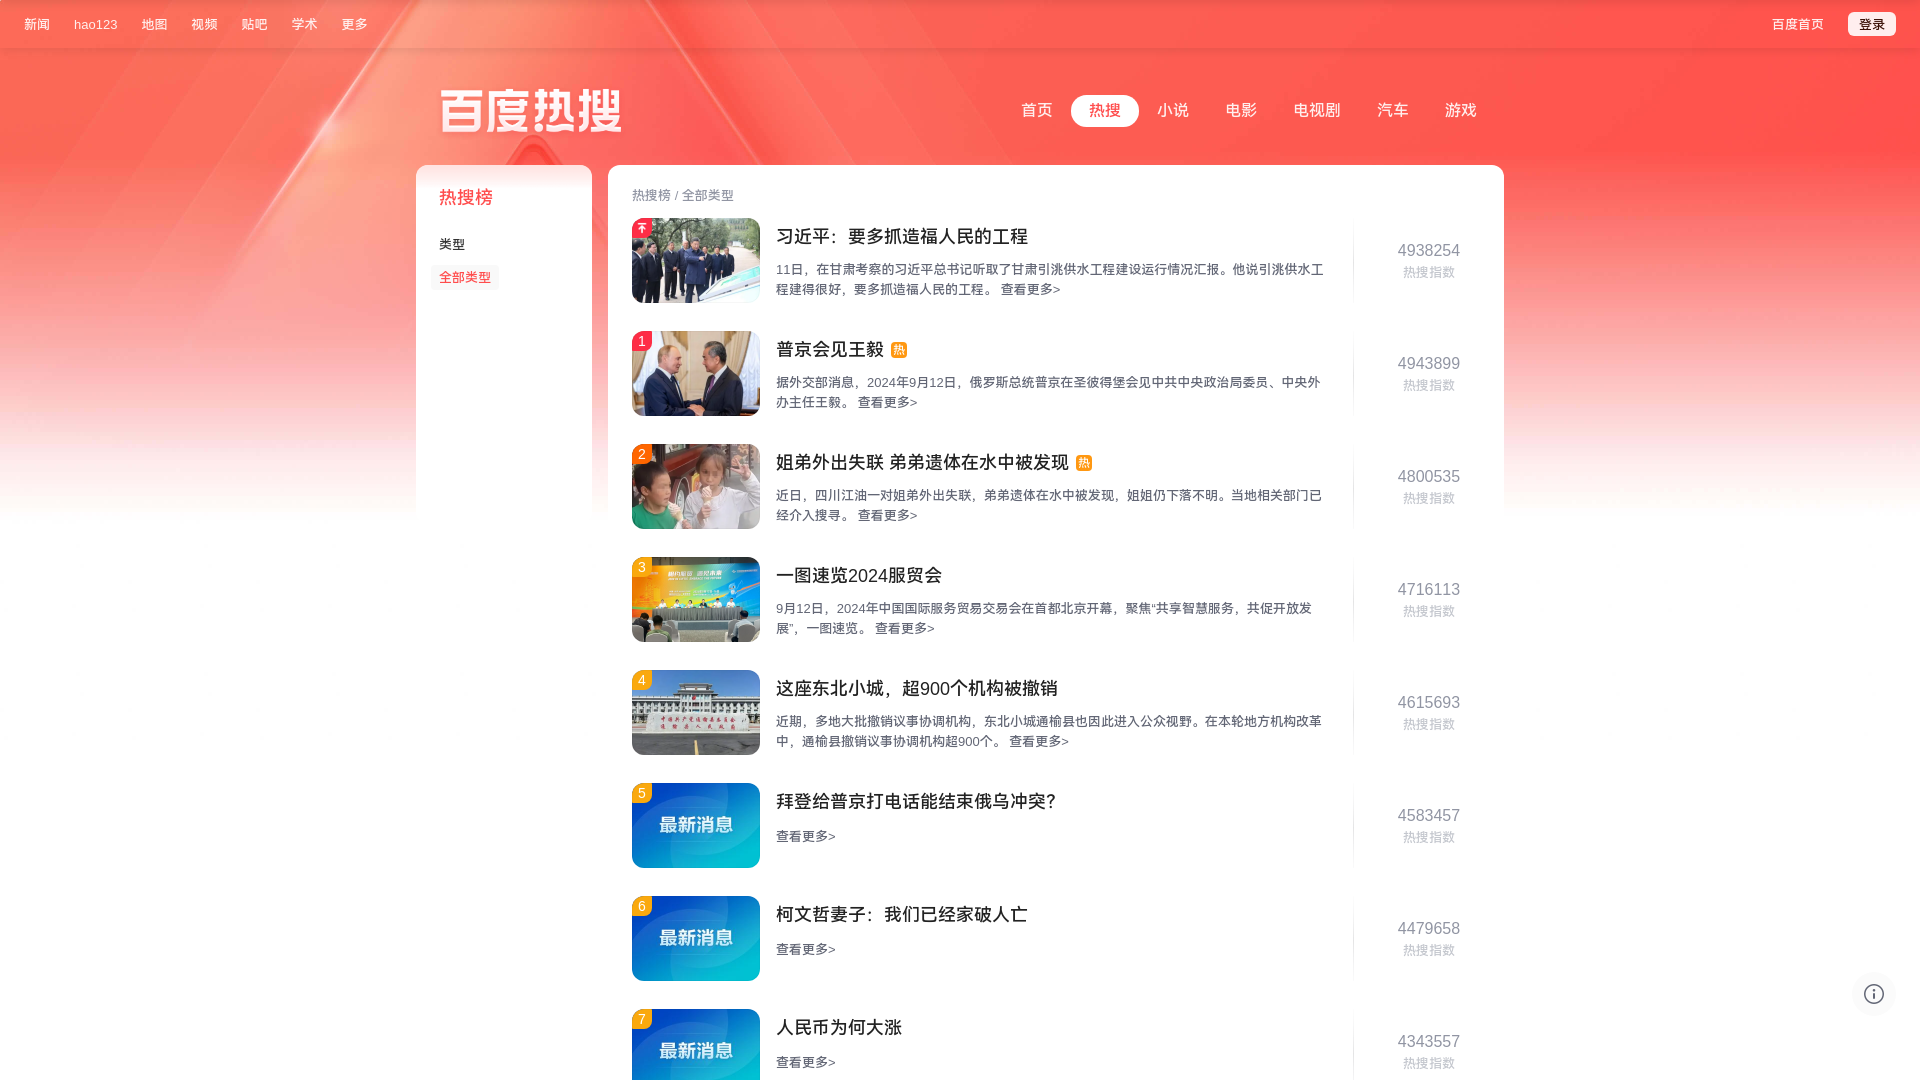 新闻
hao123
地图
视频
贴吧
学术
更多
百度首页
登录
百度热搜
首页
热搜
小说
电影
电视剧
汽车
游戏
热搜榜
类型
全部类型
热搜榜 / 全部类型
习近平：要多抓造福人民的工程
11日，在甘肃考察的习近平总书记听取了甘肃引洮供水工程建设运行情况汇报。他说引洮供水工
程建得很好，要多抓造福人民的工程。 查看更多>
4938254
热搜指数
1
普京会见王毅 热
据外交部消息，2024年9月12日，俄罗斯总统普京在圣彼得堡会见中共中央政治局委员、中央外
办主任王毅。 查看更多>
4943899
热搜指数
2
姐弟外出失联 弟弟遗体在水中被发现 热
近日，四川江油一对姐弟外出失联，弟弟遗体在水中被发现，姐姐仍下落不明。当地相关部门已
经介入搜寻。 查看更多>
4800535
热搜指数
3
一图速览2024服贸会
9月12日，2024年中国国际服务贸易交易会在首都北京开幕，聚焦“共享智慧服务，共促开放发
展”，一图速览。 查看更多>
4716113
热搜指数
4
中国共产党通榆县委员会
通榆县人民政府
这座东北小城，超900个机构被撤销
近期，多地大批撤销议事协调机构，东北小城通榆县也因此进入公众视野。在本轮地方机构改革
中，通榆县撤销议事协调机构超900个。 查看更多>
4615693
热搜指数
5
最新消息
拜登给普京打电话能结束俄乌冲突？
查看更多>
4583457
热搜指数
6
最新消息
柯文哲妻子：我们已经家破人亡
查看更多>
4479658
热搜指数
7
最新消息
人民币为何大涨
查看更多>
4343557
热搜指数